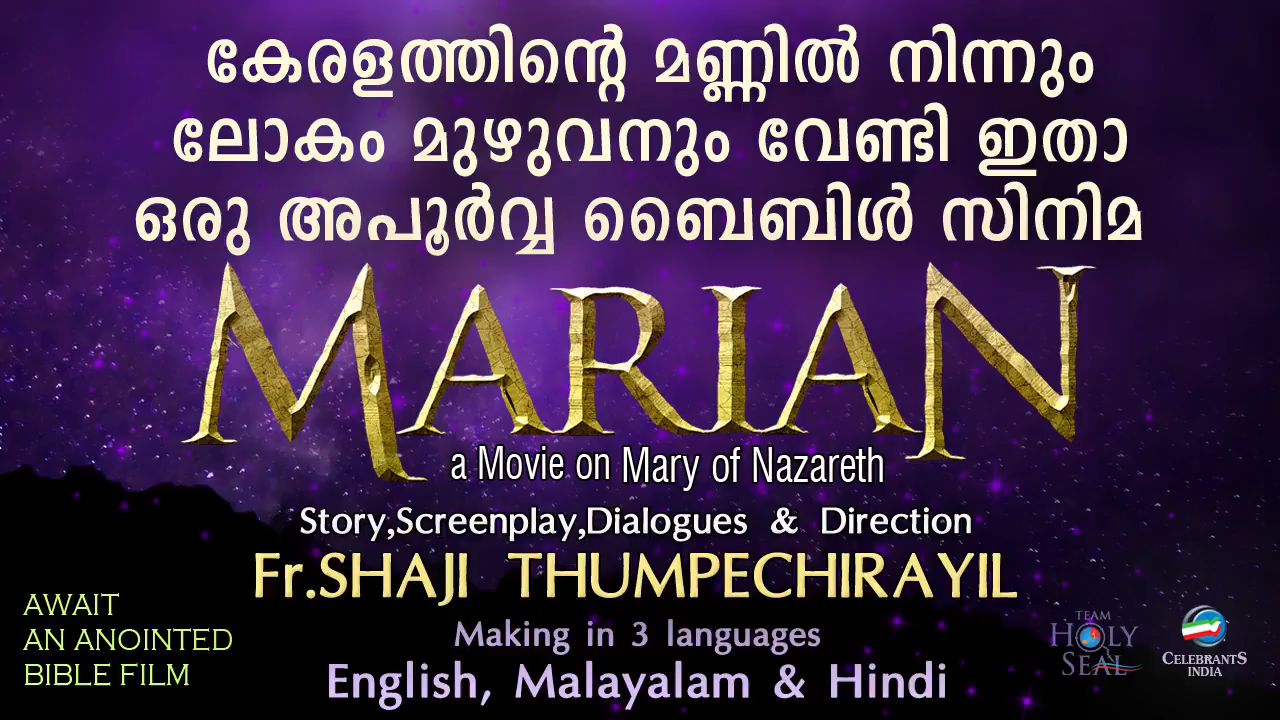 കേരളത്തിന്റെ മണ്ണിൽ നിന്നും
ലോകം മുഴുവനും വേണ്ടി ഇതാ
ഒരു അപൂർവ്വ ബൈബിൾ സിനിമ
MARIAN
a Movie on Mary of Nazareth
Story,Screenplay,Dialogues & Direction
Fr.SHAJI THUMPECHIRAYIL
Making in 3 languages
English, Malayalam & Hindi
AWAIT
AN ANOINTED
BIBLE FILM
TEAM
HOLY
SEAL
CELEBRANTS
INDIA